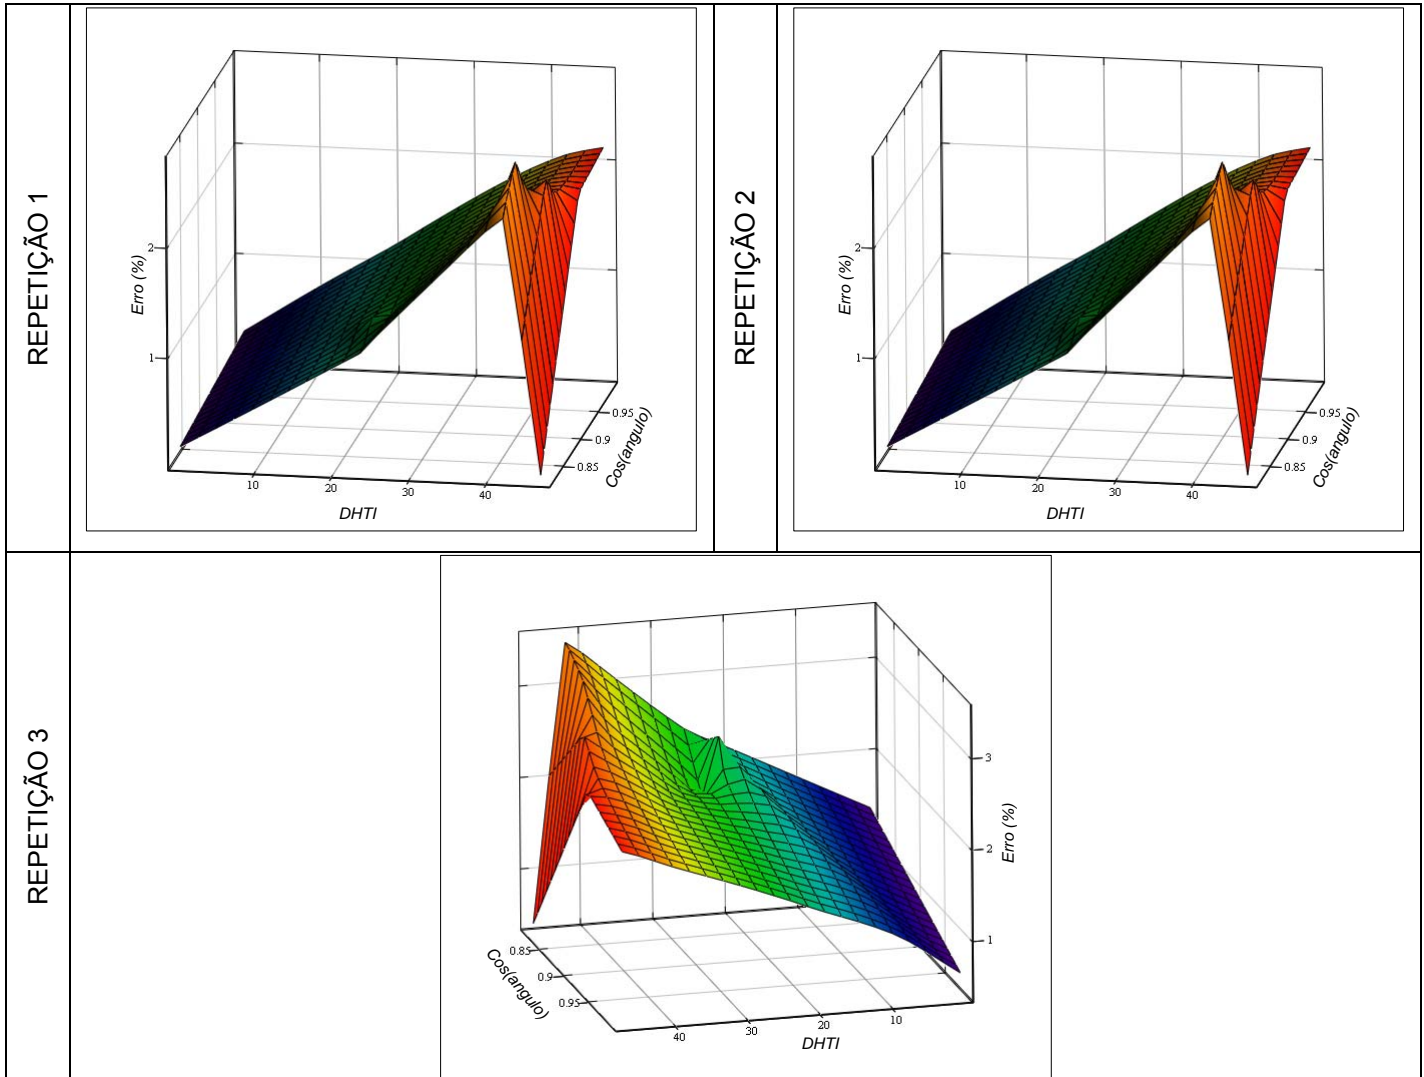 REPETIÇÃO 1
2
1
Erro (%)
10
20
30
40
DHTI
0.95
0.9
0.85
Cos(angulo)
REPETIÇÃO 2
2
1
Erro (%)
10
20
30
40
DHTI
0.95
0.9
0.85
Cos(angulo)
REPETIÇÃO 3
3
2
1
Erro (%)
0.85
0.9
0.95
Cos(angulo)
40
30
20
10
DHTI